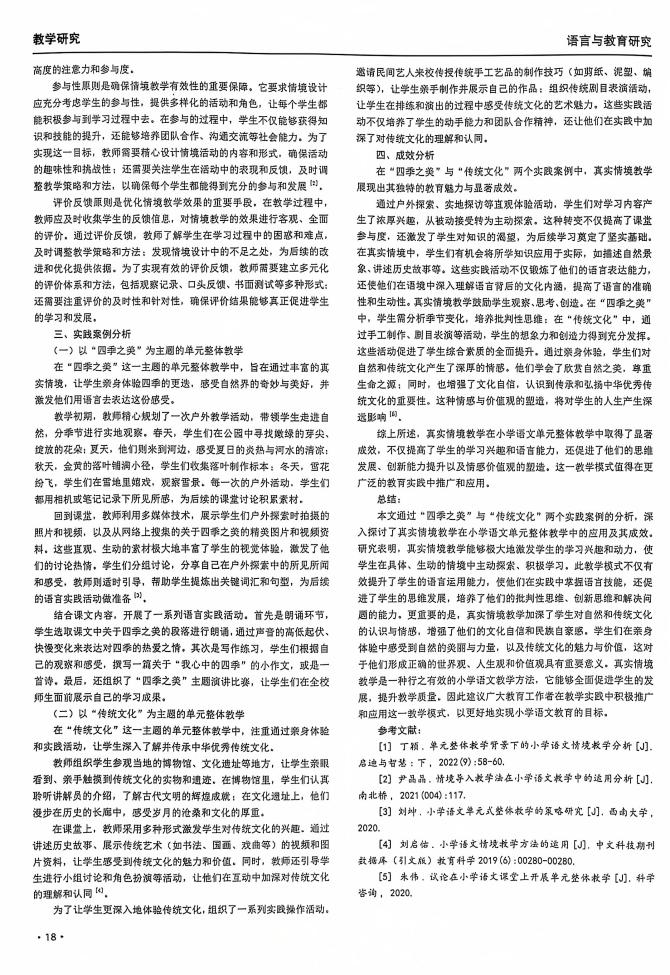 教学研究
语言与教育研究
高度的注意力和参与度。
参与性原则是确保情境教学有效性的重要保障。它要求情境设计
应充分考虑学生的参与性，提供多样化的活动和角色，让每个学生都
能积极参与到学习过程中去。在参与的过程中，学生不仅能够获得知
识和技能的提升，还能够培养团队合作、沟通交流等社会能力。为了
实现这一目标，教师需要精心设计情境活动的内容和形式，确保活动
的趣味性和挑战性；还需要关注学生在活动中的表现和反馈，及时调
整教学策略和方法，以确保每个学生都能得到充分的参与和发展[2]。
评价反馈原则是优化情境教学效果的重要手段。在教学过程中，
教师应及时收集学生的反馈信息，对情境教学的效果进行客观、全面
的评价。通过评价反馈，教师了解学生在学习过程中的困惑和难点，
及时调整教学策略和方法；发现情境设计中的不足之处，为后续的改
进和优化提供依据。为了实现有效的评价反馈，教师需要建立多元化
的评价体系和方法，包括观察记录、口头反馈、书面测试等多种形式；
还需要注重评价的及时性和针对性，确保评价结果能够真正促进学生
的学习和发展。
三、实践案例分析
（一）以“四季之美”为主题的单元整体教学
在“四季之美”这一主题的单元整体教学中，旨在通过丰富的真
实情境，让学生亲身体验四季的更迭，感受自然界的奇妙与美好，并
激发他们用语言去表达这份感受。
教学初期，教师精心规划了一次户外教学活动，带领学生走进自
然，分季节进行实地观察。春天，学生们在公园中寻找嫩绿的芽尖、
绽放的花朵；夏天，他们则来到河边，感受夏日的炎热与河水的清凉；
秋天，金黄的落叶铺满小径，学生们收集落叶制作标本；冬天，雪花
纷飞，学生们在雪地里嬉戏，观察雪景。每一次的户外活动，学生们
都用相机或笔记记录下所见所感，为后续的课堂讨论积累素材。
回到课堂，教师利用多媒体技术，展示学生们户外探索时拍摄的
照片和视频，以及从网络上搜集的关于四季之美的精美图片和视频资
料。这些直观、生动的素材极大地丰富了学生的视觉体验，激发了他
们的讨论热情。学生们分组讨论，分享自己在户外探索中的所见所闻
和感受，教师则适时引导，帮助学生提炼出关键词汇和句型，为后续
的语言实践活动做准备[3]。
结合课文内容，开展了一系列语言实践活动。首先是朗诵环节，
学生选取课文中关于四季之美的段落进行朗诵，通过声音的高低起伏、
快慢变化来表达对四季的热爱之情。其次是写作练习，学生们根据自
己的观察和感受，撰写一篇关于“我心中的四季”的小作文，或是一
首诗。最后，还组织了“四季之美”主题演讲比赛，让学生们在全校
师生面前展示自己的学习成果。
（二）以“传统文化”为主题的单元整体教学
在“传统文化”这一主题的单元整体教学中，注重通过亲身体验
和实践活动，让学生深入了解并传承中华优秀传统文化。
教师组织学生参观当地的博物馆、文化遗址等地方，让学生亲眼
看到、亲手触摸到传统文化的实物和遗迹。在博物馆里，学生们认真
聆听讲解员的介绍，了解古代文明的辉煌成就；在文化遗址上，他们
漫步在历史的长廊中，感受岁月的沧桑和文化的厚重。
在课堂上，教师采用多种形式激发学生对传统文化的兴趣。通过
讲述历史故事、展示传统艺术（如书法、国画、戏曲等）的视频和图
片资料，让学生感受到传统文化的魅力和价值。同时，教师还引导学
生进行小组讨论和角色扮演等活动，让他们在互动中加深对传统文化
的理解和认同[4]。
为了让学生更深入地体验传统文化，组织了一系列实践操作活动。
邀请民间艺人来校传授传统手工艺品的制作技巧（如剪纸、泥塑、编
织等），让学生亲手制作并展示自己的作品；组织传统剧目表演活动，
让学生在排练和演出的过程中感受传统文化的艺术魅力。这些实践活
动不仅培养了学生的动手能力和团队合作精神，还让他们在实践中加
深了对传统文化的理解和认同。
四、成效分析
在“四季之美”与“传统文化”两个实践案例中，真实情境教学
展现出其独特的教育魅力与显著成效。
通过户外探索、实地探访等直观体验活动，学生们对学习内容产
生了浓厚兴趣，从被动接受转为主动探索。这种转变不仅提高了课堂
参与度，还激发了学生对知识的渴望，为后续学习奠定了坚实基础。
在真实情境中，学生们有机会将所学知识应用于实际，如描述自然景
象、讲述历史故事等。这些实践活动不仅锻炼了他们的语言表达能力，
还使他们在语境中深入理解语言背后的文化内涵，提高了语言的准确
性和生动性。真实情境教学鼓励学生观察、思考、创造。在“四季之美”
中，学生需分析季节变化，培养批判性思维；在“传统文化”中，通
过手工制作、剧目表演等活动，学生的想象力和创造力得到充分发挥。
这些活动促进了学生综合素质的全面提升。通过亲身体验，学生们对
自然和传统文化产生了深厚的情感。他们学会了欣赏自然之美，尊重
生命之源；同时，也增强了文化自信，认识到传承和弘扬中华优秀传
统文化的重要性。这种情感与价值观的塑造，将对学生的人生产生深
远影响[6]。
综上所述，真实情境教学在小学语文单元整体教学中取得了显著
成效，不仅提高了学生的学习兴趣和语言能力，还促进了他们的思维
发展、创新能力提升以及情感价值观的塑造。这一教学模式值得在更
广泛的教育实践中推广和应用。
总结：
本文通过“四季之美”与“传统文化”两个实践案例的分析，深
入探讨了真实情境教学在小学语文单元整体教学中的应用及其成效。
研究表明，真实情境教学能够极大地激发学生的学习兴趣和动力，使
学生在具体、生动的情境中主动探索、积极学习。此教学模式不仅有
效提升了学生的语言运用能力，使他们在实践中掌握语言技能，还促
进了学生的思维发展，培养了他们的批判性思维、创新思维和解决问
题的能力。更重要的是，真实情境教学加深了学生对自然和传统文化
的认识与情感，增强了他们的文化自信和民族自豪感。学生们在亲身
体验中感受到自然的美丽与力量，以及传统文化的魅力与价值，这对
于他们形成正确的世界观、人生观和价值观具有重要意义。真实情境
教学是一种行之有效的小学语文教学方法，它能够全面促进学生的发
展，提升教学质量。因此建议广大教育工作者在教学实践中积极推广
和应用这一教学模式，以更好地实现小学语文教育的目标。
参考文献：
[1] 丁颖．单元整体教学背景下的小学语文情境教学分析[J]．
启迪与智慧：下，2022(9):58-60.
[2] 尹晶晶．情境导入教学法在小学语文教学中的运用分析[J]．
南北桥，2021(004):117.
[3] 刘坤．小学语文单元式整体教学的策略研究[J]．西南大学，
2020.
[4] 刘启佑．小学语文情境教学方法的运用[J]．中文科技期刊
数据库（引文版）教育科学2019(6):00280-00280.
[5] 朱伟．试论在小学语文课堂上开展单元整体教学[J]．科学
咨询，2020.
·18·